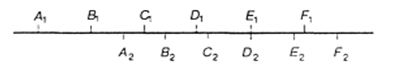 A₁ B₁ C₁ D₁ E₁ F₁
A₂ B₂ C₂ D₂ E₂ F₂